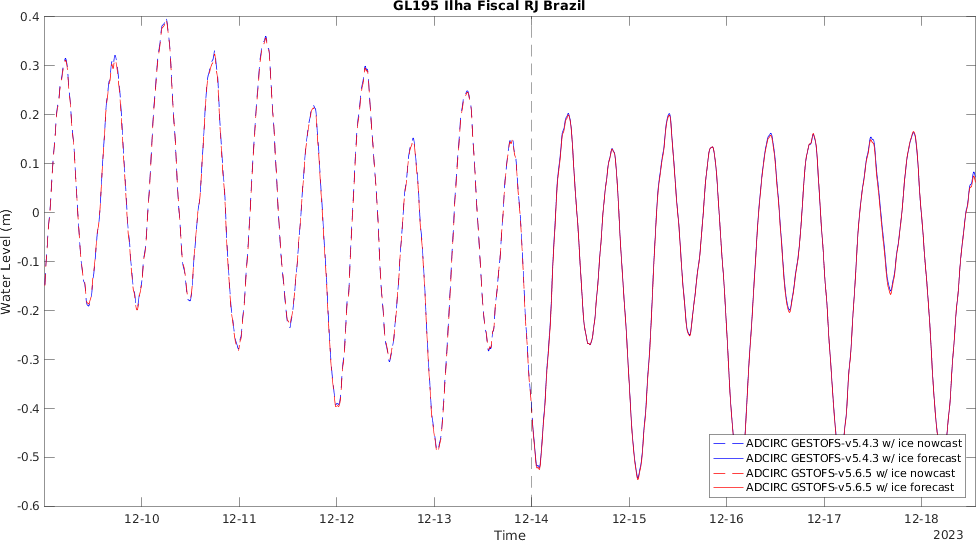 GL195 Ilha Fiscal RJ Brazil
0.4
0.3
0.2
0.1
0
-0.1
-0.2
-0.3
-0.4
-0.5
-0.6
Water Level (m)
ADCIRC GESTOFS-v5.4.3 w/ ice nowcast
ADCIRC GESTOFS-v5.4.3 w/ ice forecast
ADCIRC GSTOFS-v5.6.5 w/ ice nowcast
ADCIRC GSTOFS-v5.6.5 w/ ice forecast
12-10 12-11 12-12 12-13 12-14 12-15 12-16 12-17 12-18
Time
2023